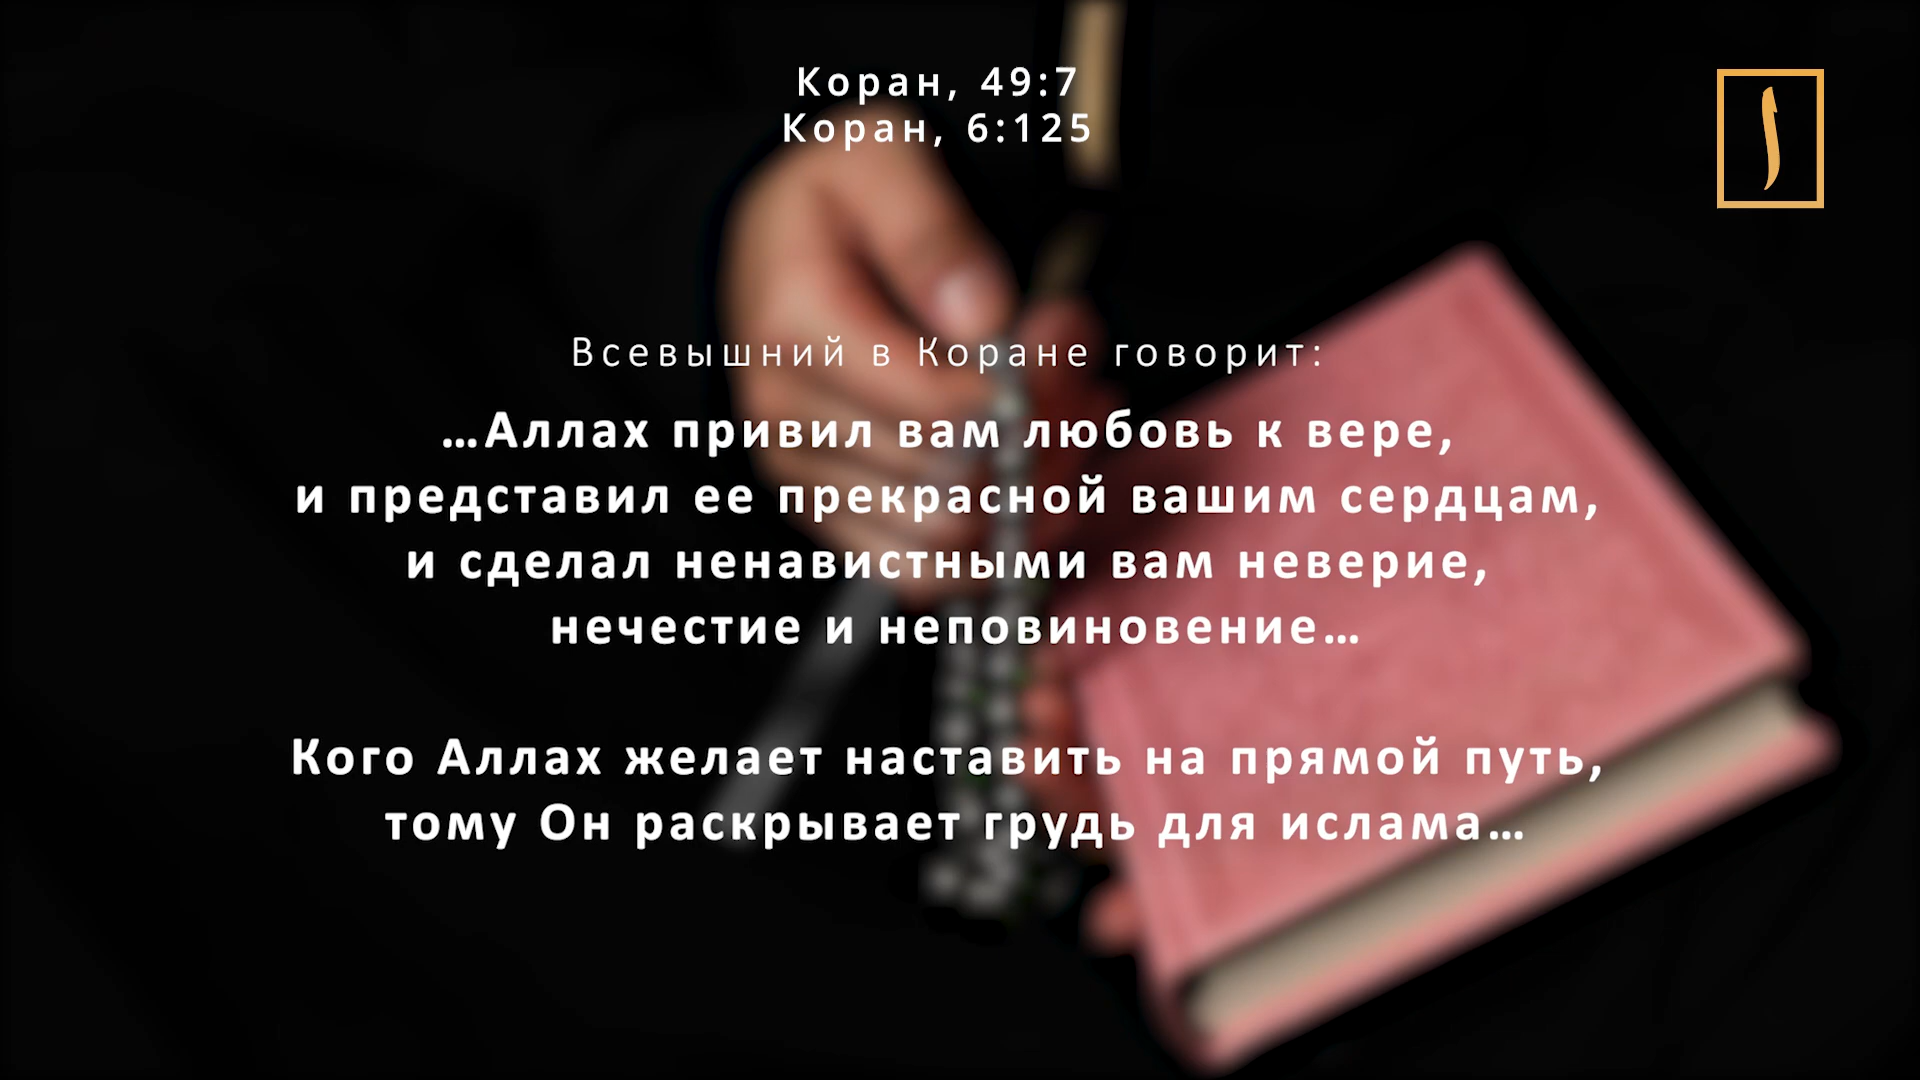 Коран, 49:7
Коран, 6:125
Всевышний в Коране говорит:
…Аллах привил вам любовь к вере,
и представил ее прекрасной вашим сердцам,
и сделал ненавистными вам неверие,
нечестие и неповиновение…
Кого Аллах желает наставить на прямой путь,
тому Он раскрывает грудь для ислама…